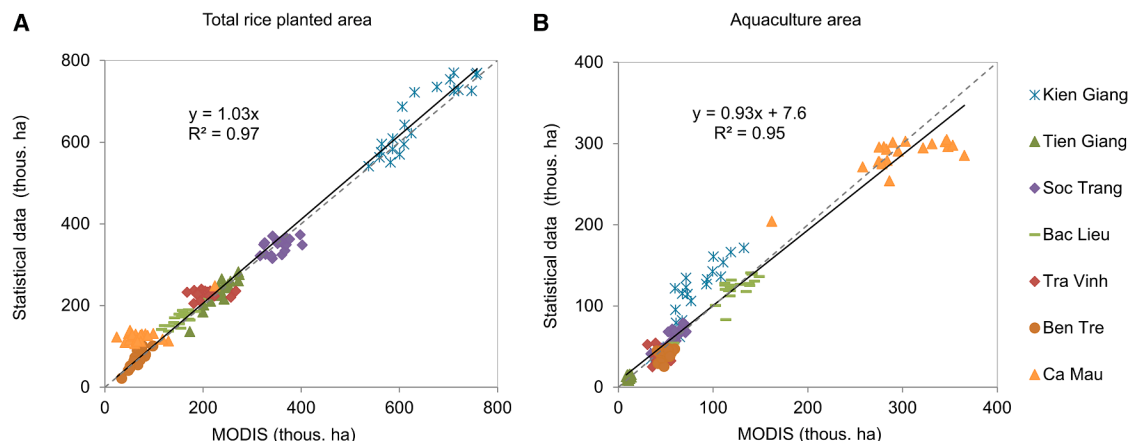 A
Total rice planted area
y = 1.03x
R² = 0.97
800
600
400
200
0
0 200 400 600 800
Statistical data (thous. ha)
MODIS (thous. ha)
B
Aquaculture area
y = 0.93x + 7.6
R² = 0.95
400
300
200
100
0
0 100 200 300 400
Statistical data (thous. ha)
MODIS (thous. ha)
Kien Giang
Tien Giang
Soc Trang
Bac Lieu
Tra Vinh
Ben Tre
Ca Mau